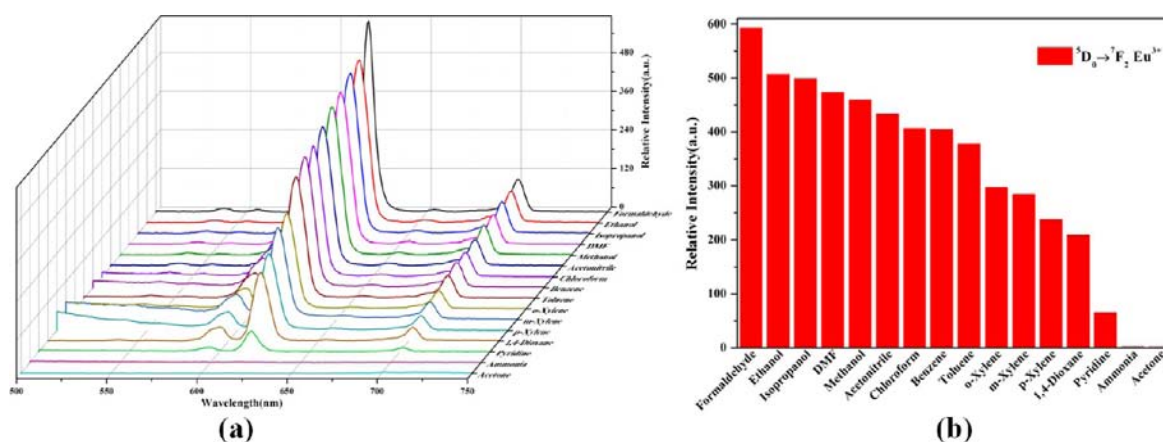 480
360
240
120
0
Relative Intensity(a.u.)
Formaldehyde
Ethanol
Isopropanol
DMF
Methanol
Acetonitrile
Chloroform
Benzene
Toluene
o-Xylene
m-Xylene
p-Xylene
1,4-Dioxane
Pyridine
Ammonia
Acetone
500
550
600
650
700
750
Wavelength(nm)
(a)
600
500
400
300
200
100
0
Relative Intensity(a.u.)
⁵D₀→⁷F₂ Eu³⁺
Formaldehyde
Ethanol
Isopropanol
DMF
Methanol
Acetonitrile
Chloroform
Benzene
Toluene
o-Xylene
m-Xylene
p-Xylene
1,4-Dioxane
Pyridine
Ammonia
Acetone
(b)